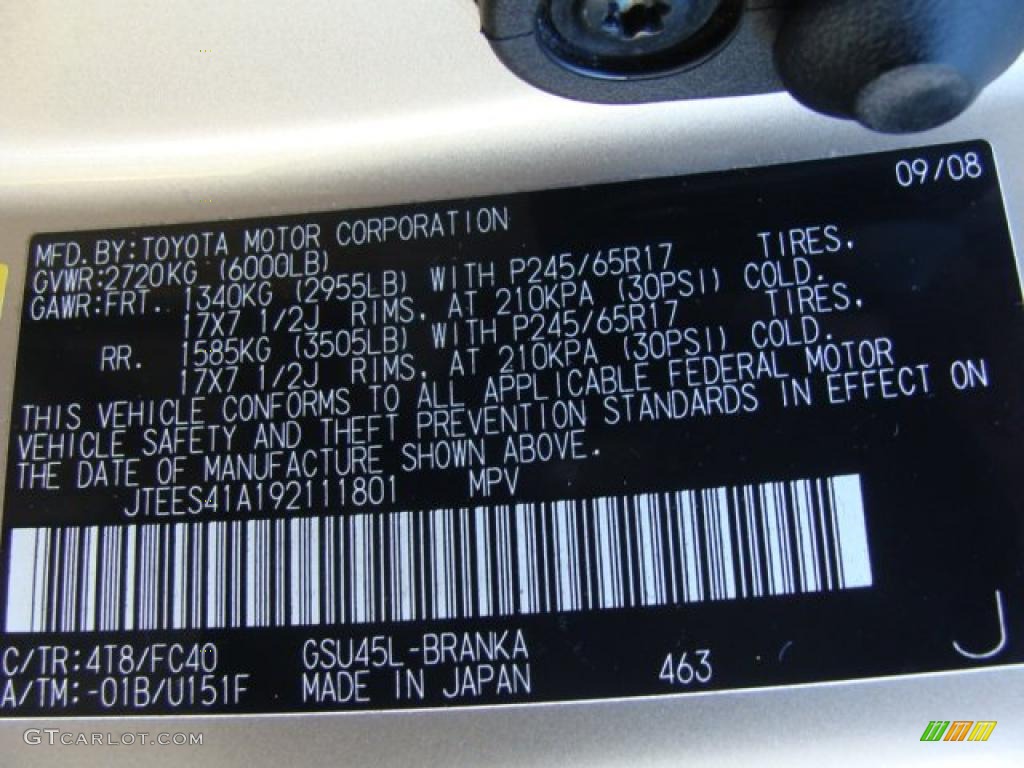 09/08
MFD. BY:TOYOTA MOTOR CORPORATION
GVWR:2720KG (6000LB)
GAWR:FRT. 1340KG (2955LB) WITH P245/65R17 TIRES,
17X7 1/2J RIMS, AT 210KPA (30PSI) COLD.
RR. 1585KG (3505LB) WITH P245/65R17 TIRES,
17X7 1/2J RIMS, AT 210KPA (30PSI) COLD.
THIS VEHICLE CONFORMS TO ALL APPLICABLE FEDERAL MOTOR
VEHICLE SAFETY AND THEFT PREVENTION STANDARDS IN EFFECT ON
THE DATE OF MANUFACTURE SHOWN ABOVE.
JTEES41A192111801 MPV
C/TR:4T8/FC40 GSU45L-BRANKA
A/TM:-01B/U151F MADE IN JAPAN 463 J
GTCARLOT.COM